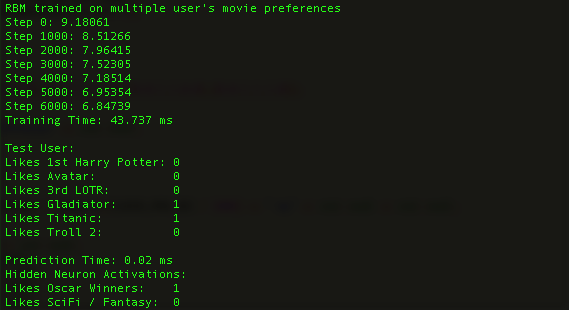 RBM trained on multiple user's movie preferences
Step 0: 9.18061
Step 1000: 8.51266
Step 2000: 7.96415
Step 3000: 7.52305
Step 4000: 7.18514
Step 5000: 6.95354
Step 6000: 6.84739
Training Time: 43.737 ms
Test User:
Likes 1st Harry Potter: 0
Likes Avatar: 0
Likes 3rd LOTR: 0
Likes Gladiator: 1
Likes Titanic: 1
Likes Troll 2: 0
Prediction Time: 0.02 ms
Hidden Neuron Activations:
Likes Oscar Winners: 1
Likes SciFi / Fantasy: 0